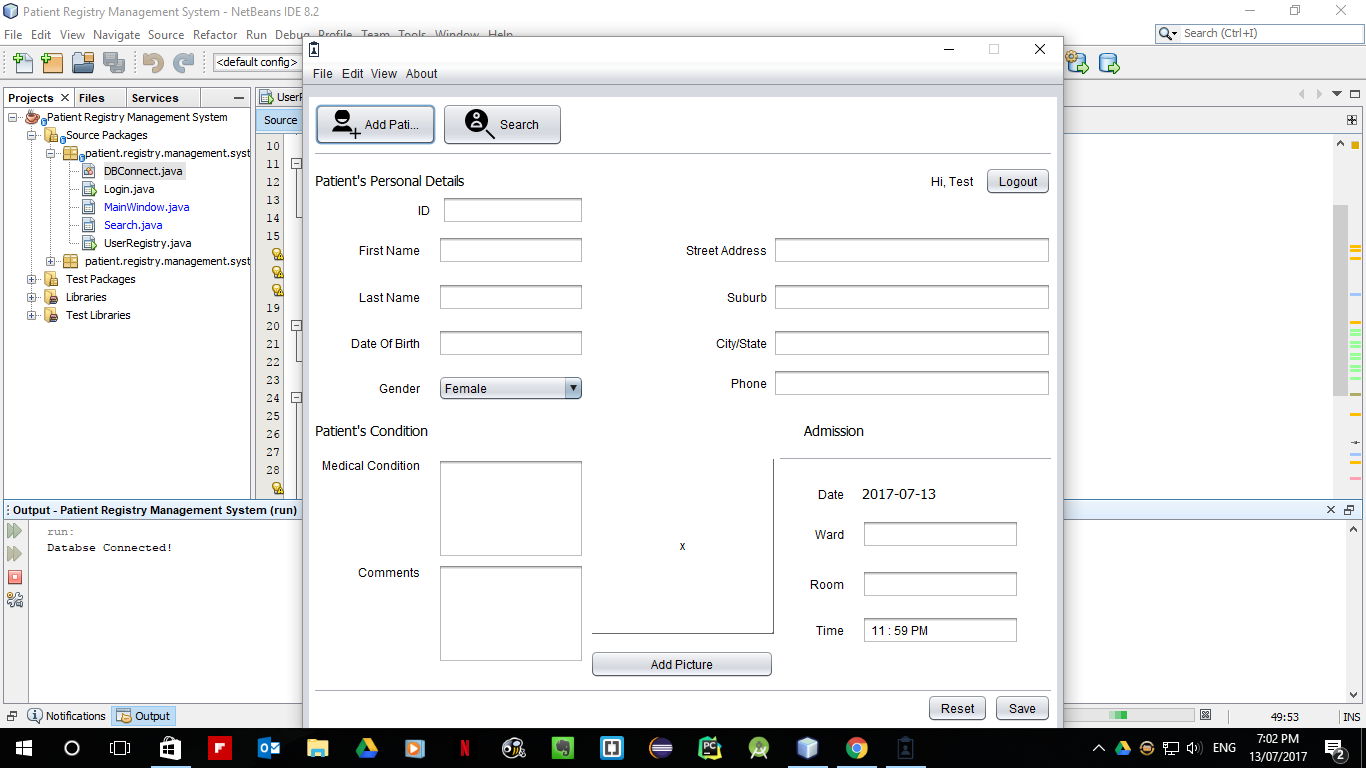 Patient Registry Management System - NetBeans IDE 8.2
File Edit View Navigate Source Refactor Run Debug Profile Team Tools Window Help
Search (Ctrl+I)
<default config>
Projects Files Services
Patient Registry Management System
Source Packages
patient.registry.management.syst
DBConnect.java
Login.java
MainWindow.java
Search.java
UserRegistry.java
patient.registry.management.syst
Test Packages
Libraries
Test Libraries
UserR
Source
10
11
12
13
14
15
19
20
21
22
23
24
25
26
27
28
File Edit View About
Add Pati...
Search
Patient's Personal Details
Hi, Test
Logout
ID
First Name
Street Address
Last Name
Suburb
Date Of Birth
City/State
Gender
Female
Phone
Patient's Condition
Admission
Medical Condition
Date 2017-07-13
Ward
x
Comments
Room
Time 11 : 59 PM
Add Picture
Reset
Save
Output - Patient Registry Management System (run)
run:
Databse Connected!
Notifications
Output
49:53
INS
ENG
7:02 PM
13/07/2017
2